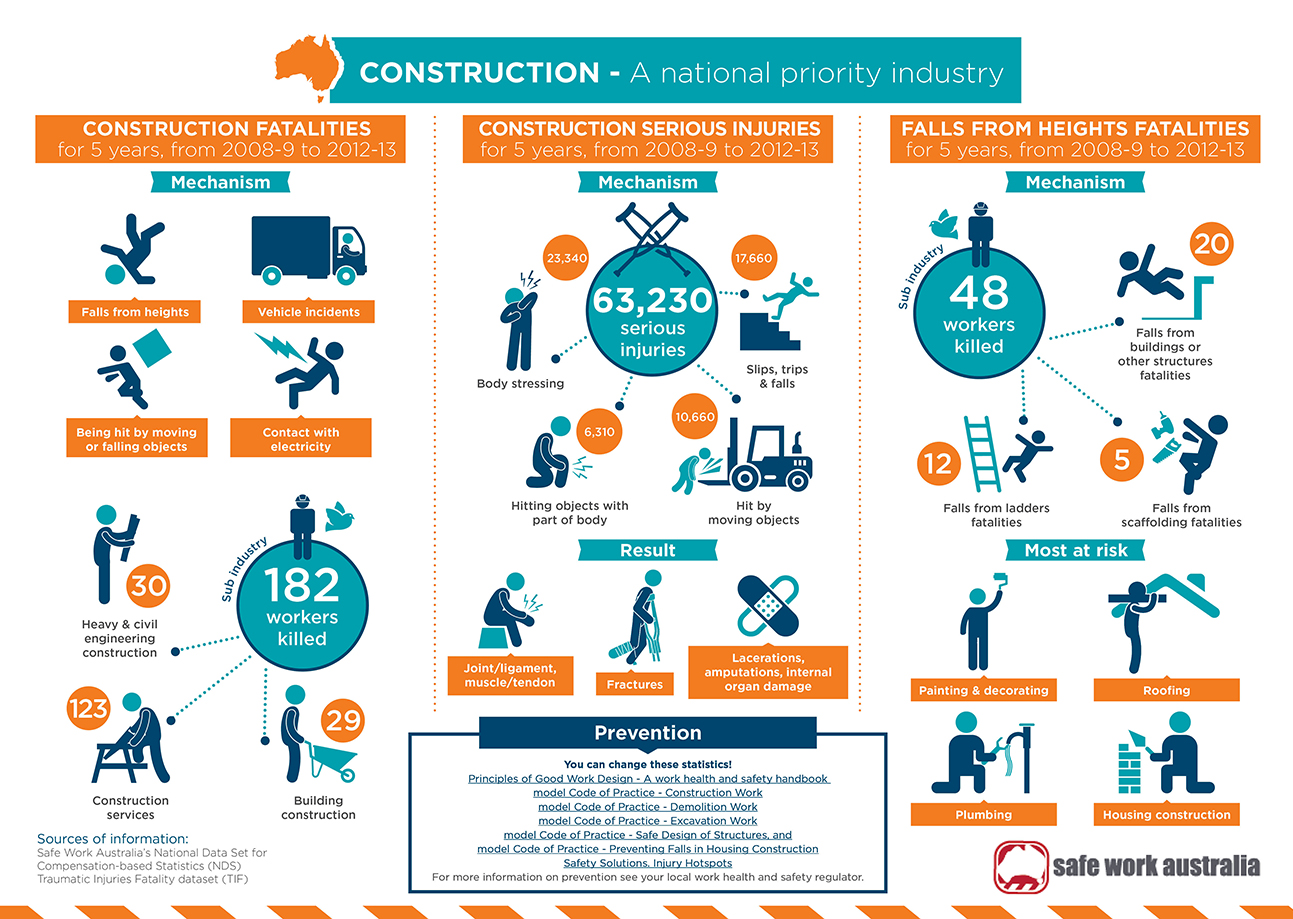 CONSTRUCTION - A national priority industry
CONSTRUCTION FATALITIES
for 5 years, from 2008-9 to 2012-13
Mechanism
Falls from heights
Vehicle incidents
Being hit by moving
or falling objects
Contact with
electricity
Sub industry
182
workers
killed
30
Heavy & civil
engineering
construction
123
Construction
services
29
Building
construction
Sources of information:
Safe Work Australia's National Data Set for
Compensation-based Statistics (NDS)
Traumatic Injuries Fatality dataset (TIF)
CONSTRUCTION SERIOUS INJURIES
for 5 years, from 2008-9 to 2012-13
Mechanism
63,230
serious
injuries
23,340
Body stressing
17,660
Slips, trips
& falls
6,310
Hitting objects with
part of body
10,660
Hit by
moving objects
Result
Joint/ligament,
muscle/tendon
Fractures
Lacerations,
amputations, internal
organ damage
Prevention
You can change these statistics!
Principles of Good Work Design - A work health and safety handbook
model Code of Practice - Construction Work
model Code of Practice - Demolition Work
model Code of Practice - Excavation Work
model Code of Practice - Safe Design of Structures, and
model Code of Practice - Preventing Falls in Housing Construction
Safety Solutions, Injury Hotspots
For more information on prevention see your local work health and safety regulator.
FALLS FROM HEIGHTS FATALITIES
for 5 years, from 2008-9 to 2012-13
Mechanism
Sub industry
48
workers
killed
20
Falls from
buildings or
other structures
fatalities
12
Falls from ladders
fatalities
5
Falls from
scaffolding fatalities
Most at risk
Painting & decorating
Roofing
Plumbing
Housing construction
safe work australia